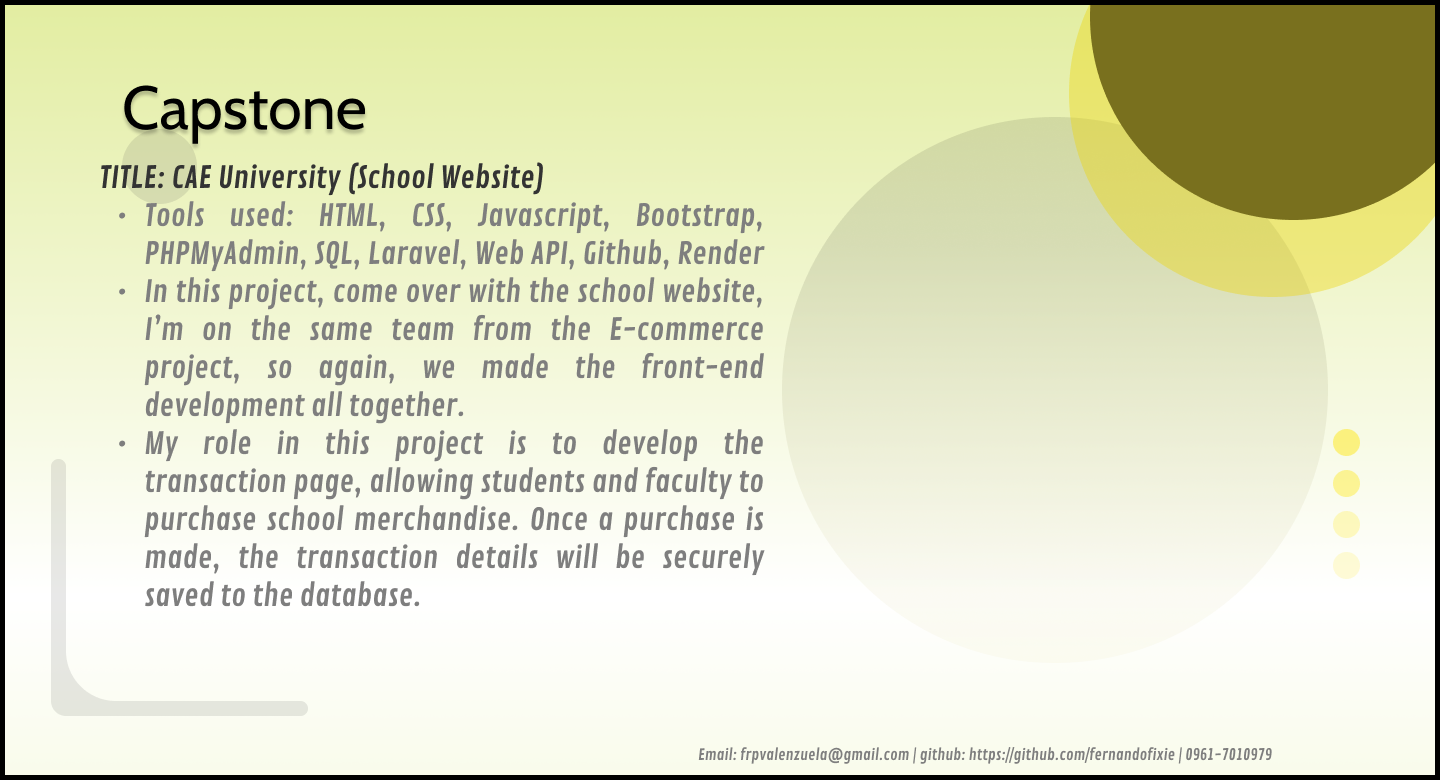 Capstone
TITLE: CAE University (School Website)
• Tools used: HTML, CSS, Javascript, Bootstrap,
PHPMyAdmin, SQL, Laravel, Web API, Github, Render
• In this project, come over with the school website,
I’m on the same team from the E-commerce
project, so again, we made the front-end
development all together.
• My role in this project is to develop the
transaction page, allowing students and faculty to
purchase school merchandise. Once a purchase is
made, the transaction details will be securely
saved to the database.
Email: frpvalenzuela@gmail.com | github: https://github.com/fernandofixie | 0961-7010979